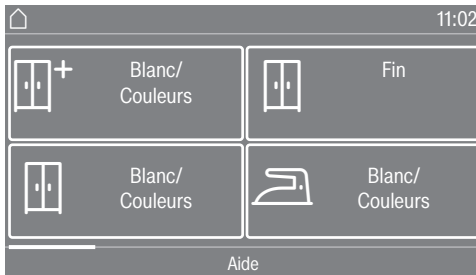 11:02
Blanc/
Couleurs
Fin
Blanc/
Couleurs
Blanc/
Couleurs
Aide